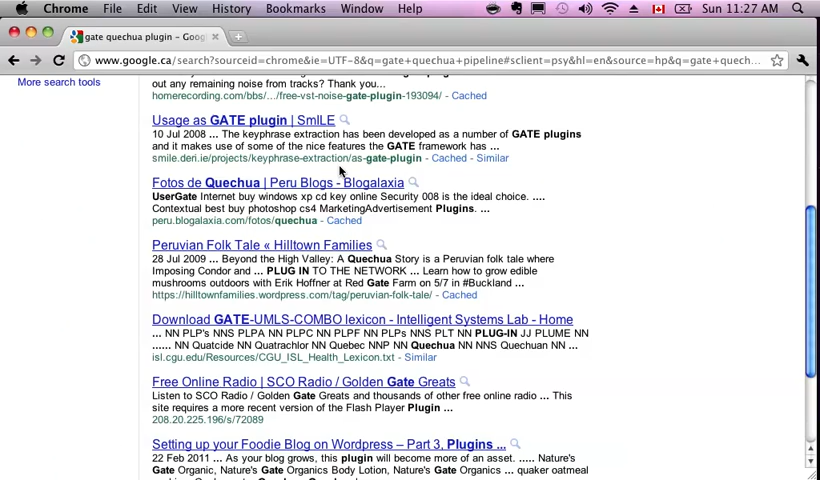 Chrome File Edit View History Bookmarks Window Help Sun 11:27 AM
gate quechua plugin - Goo
www.google.ca/search?sourceid=chrome&ie=UTF-8&q=gate+quechua+pipeline#sclient=psy&hl=en&source=hp&q=gate+quech...
More search tools
out any remaining noise from tracks? Thank you...
homerecording.com/bbs/.../free-vst-noise-gate-plugin-193094/ - Cached
Usage as GATE plugin | SmILE
10 Jul 2008 ... The keyphrase extraction has been developed as a number of GATE plugins
and it makes use of some of the nice features the GATE framework has ...
smile.deri.ie/projects/keyphrase-extraction/as-gate-plugin - Cached - Similar
Fotos de Quechua | Peru Blogs - Blogalaxia
UserGate Internet buy windows xp cd key online Security 008 is the ideal choice. ....
Contextual best buy photoshop cs4 MarketingAdvertisement Plugins. ...
peru.blogalaxia.com/fotos/quechua - Cached
Peruvian Folk Tale « Hilltown Families
28 Jul 2009 ... Beyond the High Valley: A Quechua Story is a Peruvian folk tale where
Imposing Condor and ... PLUG IN TO THE NETWORK ... Learn how to grow edible
mushrooms outdoors with Erik Hoffner at Red Gate Farm on 5/7 in #Buckland ...
https://hilltownfamilies.wordpress.com/tag/peruvian-folk-tale/ - Cached
Download GATE-UMLS-COMBO lexicon - Intelligent Systems Lab - Home
... NN PLP's NNS PLPA NN PLPC NN PLPF NN PLPs NNS PLT NN PLUG-IN JJ PLUME NN
...... NN Quatcide NN Quatrachlor NN Quebec NNP NN Quechua NN NNS Quechuan NN ...
isl.cgu.edu/Resources/CGU_ISL_Health_Lexicon.txt - Similar
Free Online Radio | SCO Radio / Golden Gate Greats
Listen to SCO Radio / Golden Gate Greats and thousands of other free online radio ... This
site requires a more recent version of the Flash Player Plugin ...
208.20.225.196/s/72089
Setting up your Foodie Blog on Wordpress – Part 3, Plugins ...
22 Feb 2011 ... As your blog grows, this plugin will become more of an asset. ..... Nature's
Gate Organic, Nature's Gate Organics Body Lotion, Nature's Gate Organics ... quaker oatmeal